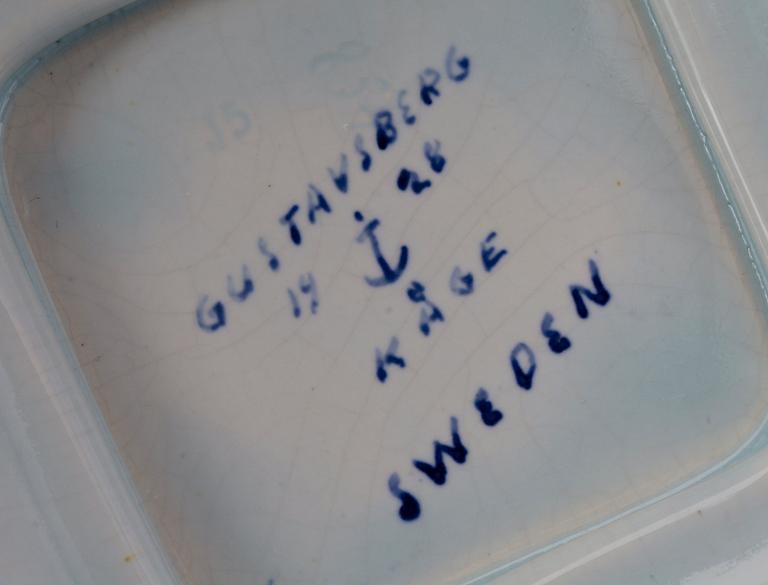 GUSTAVSBERG
19 28
KÅGE
SWEDEN